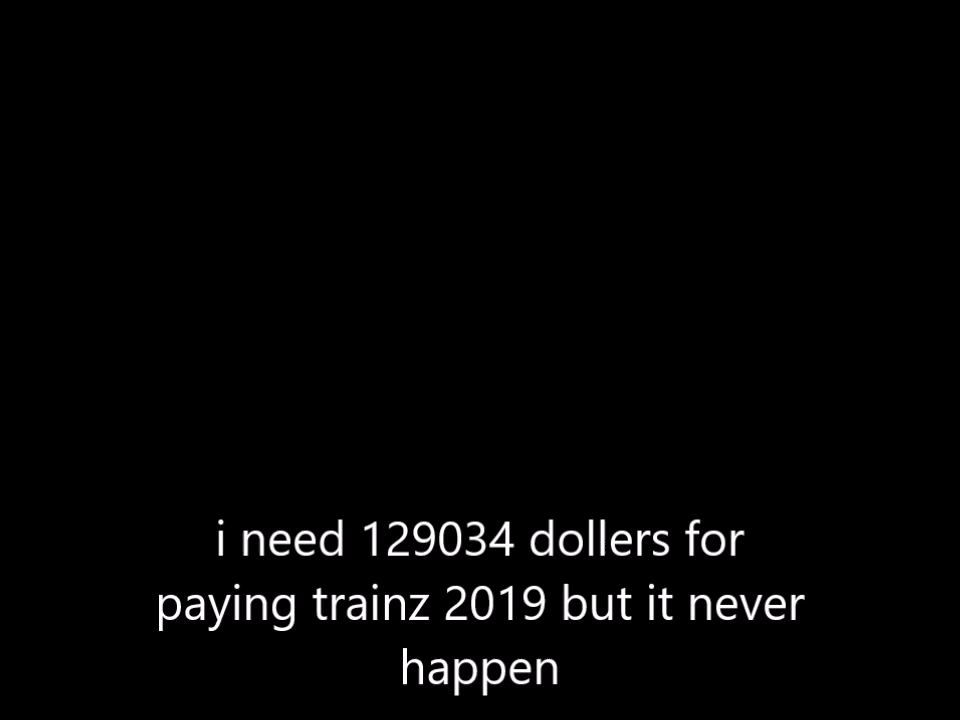 i need 129034 dollers for
paying trainz 2019 but it never
happen